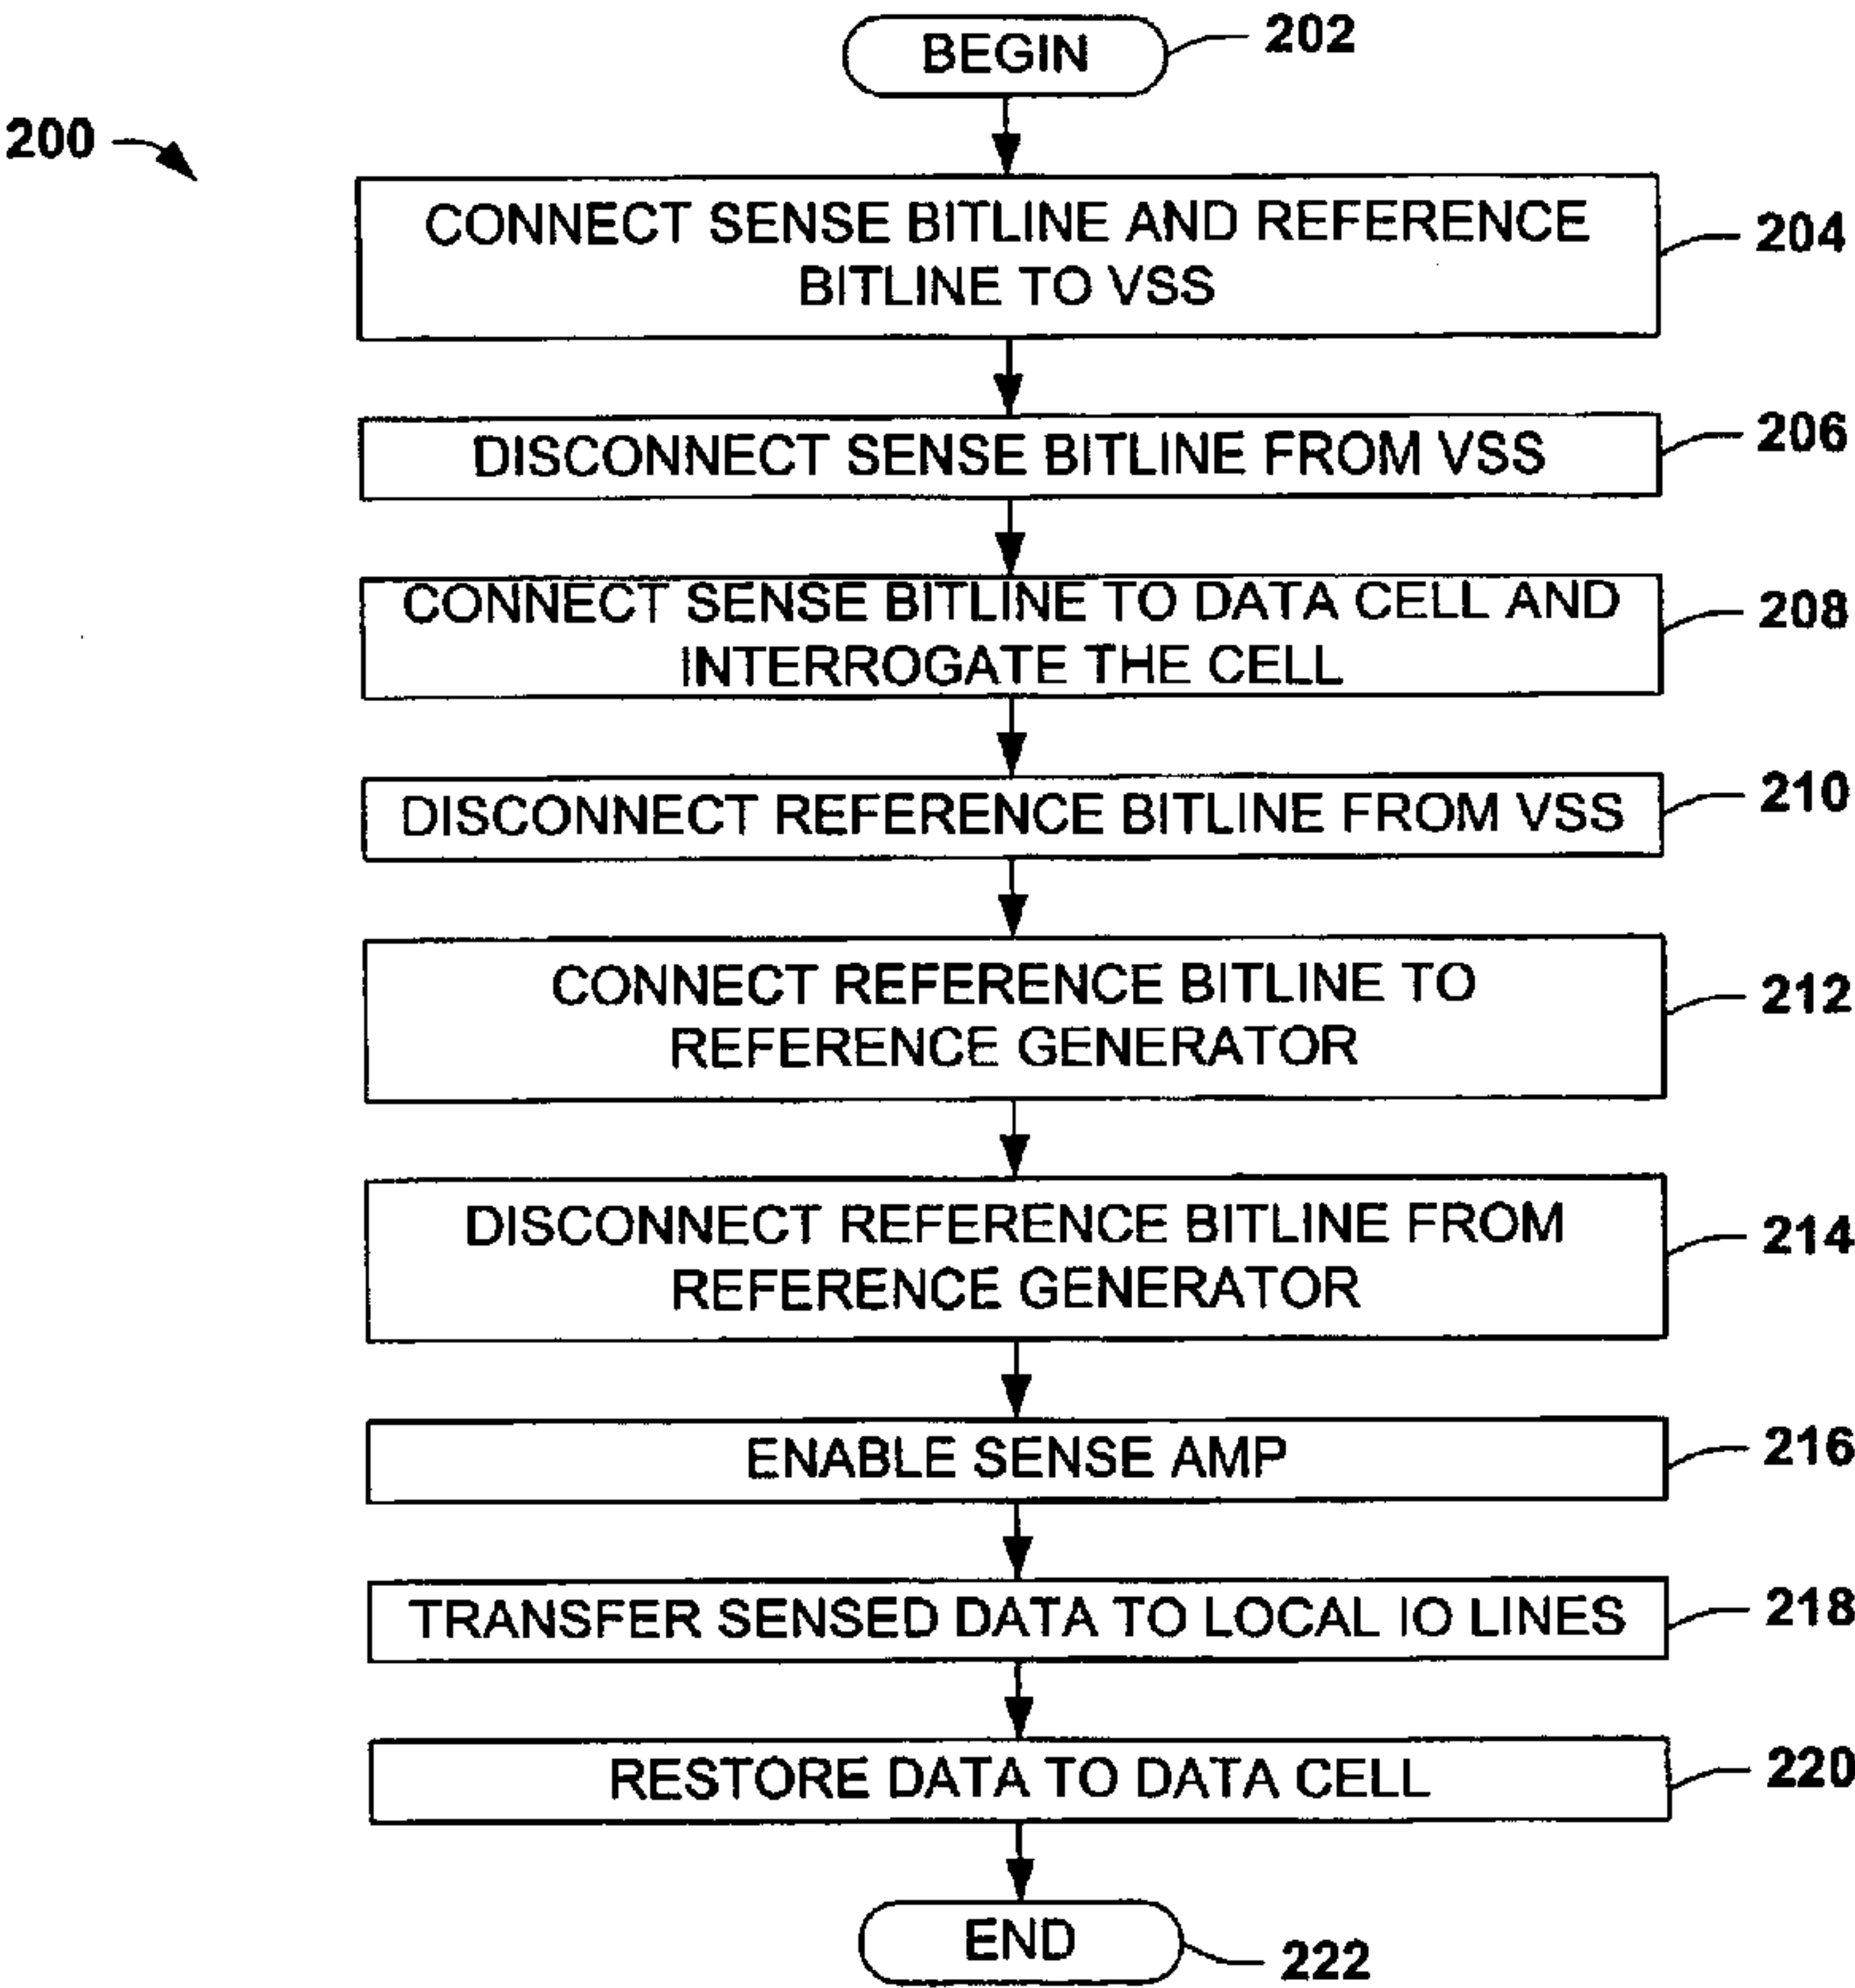 BEGIN
202
200
CONNECT SENSE BITLINE AND REFERENCE
BITLINE TO VSS
204
DISCONNECT SENSE BITLINE FROM VSS
206
CONNECT SENSE BITLINE TO DATA CELL AND
INTERROGATE THE CELL
208
DISCONNECT REFERENCE BITLINE FROM VSS
210
CONNECT REFERENCE BITLINE TO
REFERENCE GENERATOR
212
DISCONNECT REFERENCE BITLINE FROM
REFERENCE GENERATOR
214
ENABLE SENSE AMP
216
TRANSFER SENSED DATA TO LOCAL IO LINES
218
RESTORE DATA TO DATA CELL
220
END
222